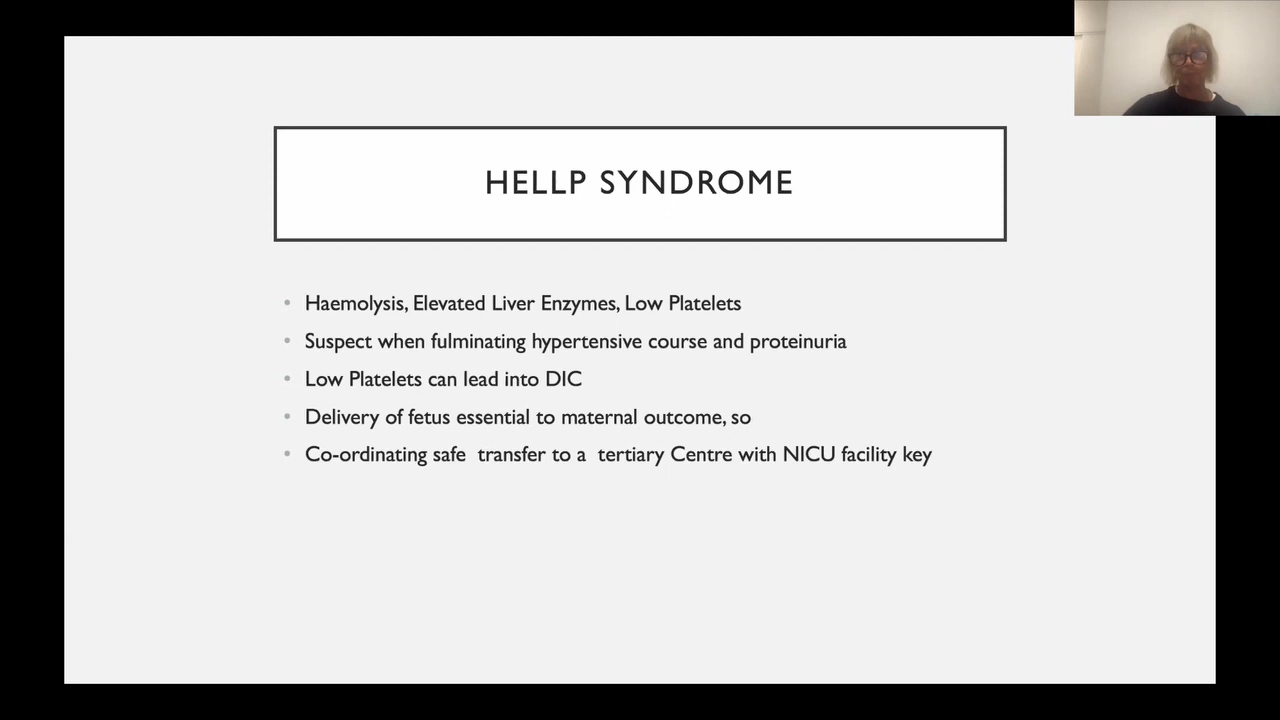 HELLP SYNDROME
Haemolysis, Elevated Liver Enzymes, Low Platelets
Suspect when fulminating hypertensive course and proteinuria
Low Platelets can lead into DIC
Delivery of fetus essential to maternal outcome, so
Co-ordinating safe  transfer to a  tertiary Centre with NICU facility key